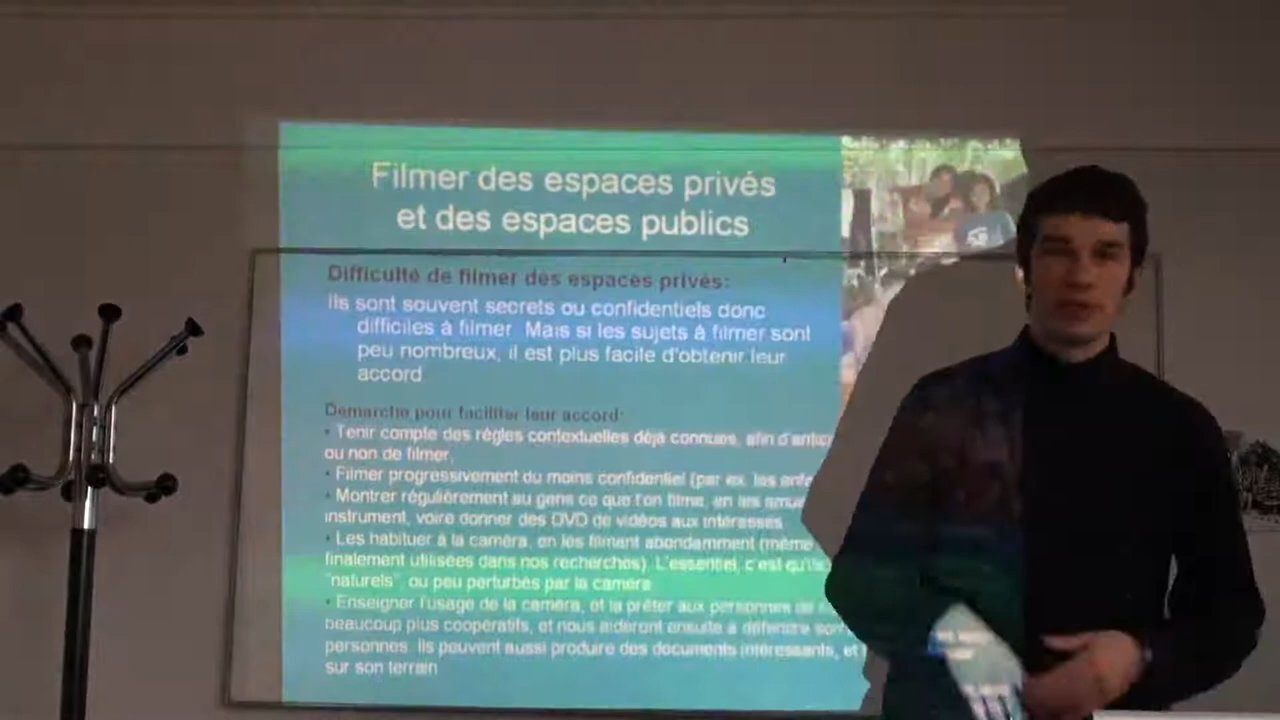 Filmer des espaces privés
et des espaces publics
Difficulté de filmer des espaces privés:
Ils sont souvent secrets ou confidentiels donc
difficiles à filmer. Mais si les sujets à filmer sont
peu nombreux, il est plus facile d'obtenir leur
accord
Démarche pour faciliter leur accord:
• Tenir compte des règles contextuelles déjà connues, afin
ou non de filmer.
• Filmer progressivement du moins confidentiel (par ex. les
• Montrer régulièrement au gens ce que l'on filme, en les
instrument, voire donner des DVD de vidéos aux intéressés
• Les habituer à la caméra, en les filmant abondamment (même
finalement utilisées dans nos recherches). L'essentiel, c'est
"naturels", ou peu perturbés par la caméra
• Enseigner l'usage de la caméra, et la prêter aux personnes
beaucoup plus coopératifs, et nous aideront ensuite à défendre
personnes. Ils peuvent aussi produire des documents intéressants, et
sur son terrain